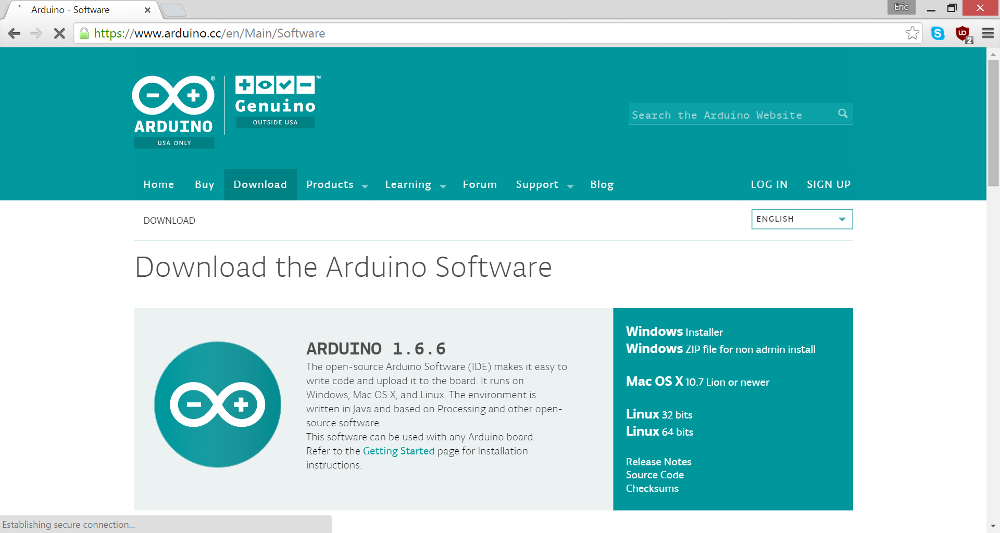 Arduino - Software
Eric
https://www.arduino.cc/en/Main/Software
2
ARDUINO
USA ONLY
Genuino
OUTSIDE USA
Search the Arduino Website
Home Buy Download Products Learning Forum Support Blog LOG IN SIGN UP
DOWNLOAD
ENGLISH
Download the Arduino Software
ARDUINO 1.6.6
The open-source Arduino Software (IDE) makes it easy to
write code and upload it to the board. It runs on
Windows, Mac OS X, and Linux. The environment is
written in Java and based on Processing and other open-
source software.
This software can be used with any Arduino board.
Refer to the Getting Started page for Installation
instructions.
Windows Installer
Windows ZIP file for non admin install
Mac OS X 10.7 Lion or newer
Linux 32 bits
Linux 64 bits
Release Notes
Source Code
Checksums
Establishing secure connection...